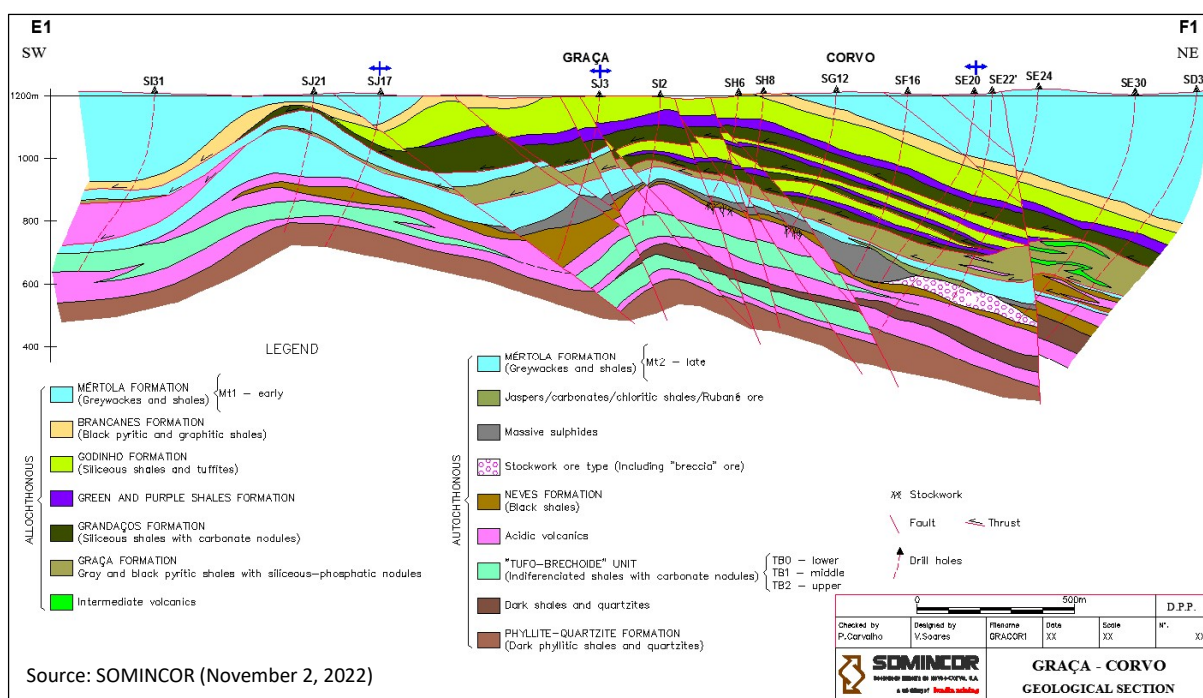 E1
F1
SW
NE
GRAÇA
CORVO
SI31
SJ21
SJ17
SJ3
SI2
SH6
SH8
SG12
SF16
SE20
SE22'
SE24
SE30
SD3
1200m
1000
800
600
400
LEGEND
ALLOCHTHONOUS
MÉRTOLA FORMATION
(Greywackes and shales)
Mt1 – early
BRANCANES FORMATION
(Black pyritic and graphitic shales)
GODINHO FORMATION
(Siliceous shales and tuffites)
GREEN AND PURPLE SHALES FORMATION
GRANDAÇOS FORMATION
(Siliceous shales with carbonate nodules)
GRAÇA FORMATION
Gray and black pyritic shales with siliceous-phosphatic nodules
Intermediate volcanics
AUTOCHTHONOUS
MÉRTOLA FORMATION
(Greywackes and shales)
Mt2 – late
Jaspers/carbonates/chloritic shales/Rubané ore
Massive sulphides
Stockwork ore type (Including "breccia" ore)
NEVES FORMATION
(Black shales)
Acidic volcanics
"TUFO-BRECHOIDE" UNIT
(Indiferenciated shales with carbonate nodules)
TB0 – lower
TB1 – middle
TB2 – upper
Dark shales and quartzites
PHYLLITE-QUARTZITE FORMATION
(Dark phyllitic shales and quartzites)
Stockwork
Fault
Thrust
Drill holes
0 500m
D.P.P.
Checked by
P.Carvalho
Designed by
V.Soares
Filename
GRACOR1
Data
XX
Scale
XX
Nº.
XX
SOMINCOR
lundin mining
GRAÇA - CORVO
GEOLOGICAL SECTION
Source: SOMINCOR (November 2, 2022)